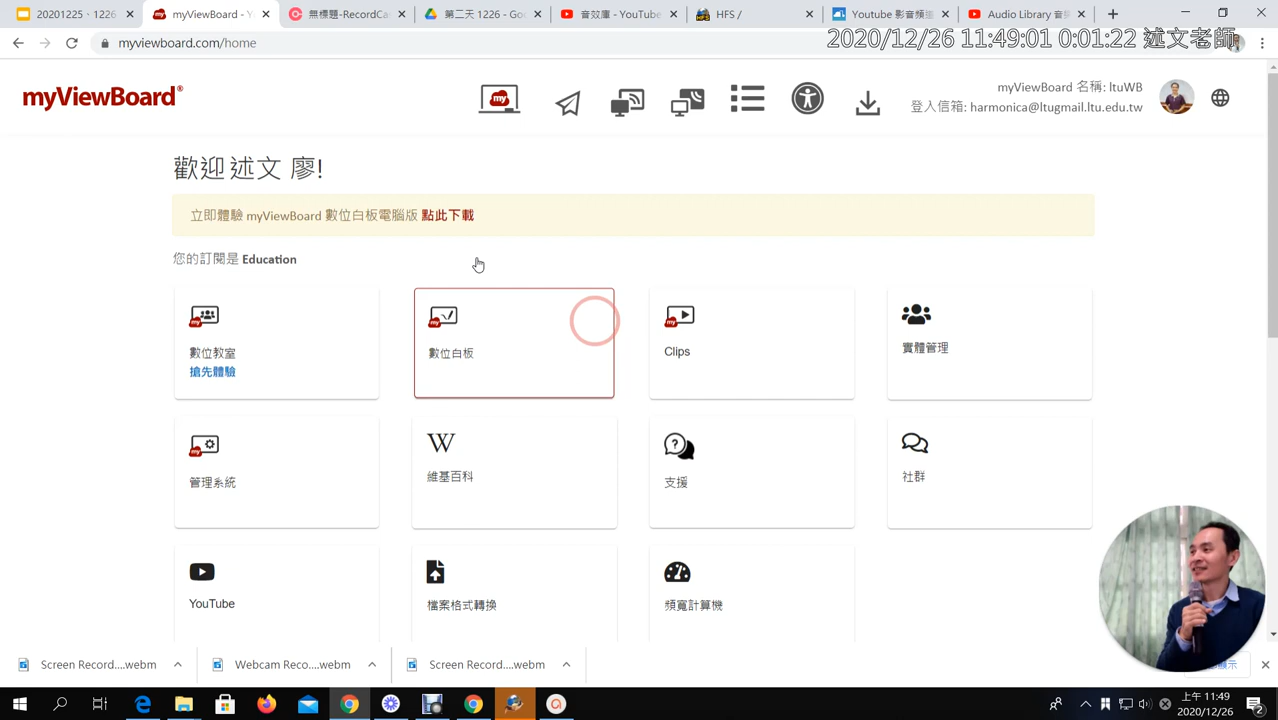 20201225、1226
myViewBoard - Y
無標題-RecordCa
第二天 1226 - Goo
音效庫 - YouTube
HFS /
Youtube 影音頻道
Audio Library 音
myviewboard.com/home
2020/12/26 11:49:01 0:01:22 述文老師
myViewBoard®
myViewBoard 名稱: ltuWB
登入信箱: harmonica@ltugmail.ltu.edu.tw
歡迎述文 廖!
立即體驗 myViewBoard 數位白板電腦版 點此下載
您的訂閱是 Education
數位教室
搶先體驗
數位白板
Clips
實體管理
管理系統
維基百科
支援
社群
YouTube
檔案格式轉換
頻寬計算機
Screen Record....webm
Webcam Reco....webm
Screen Record....webm
上午 11:49
2020/12/26